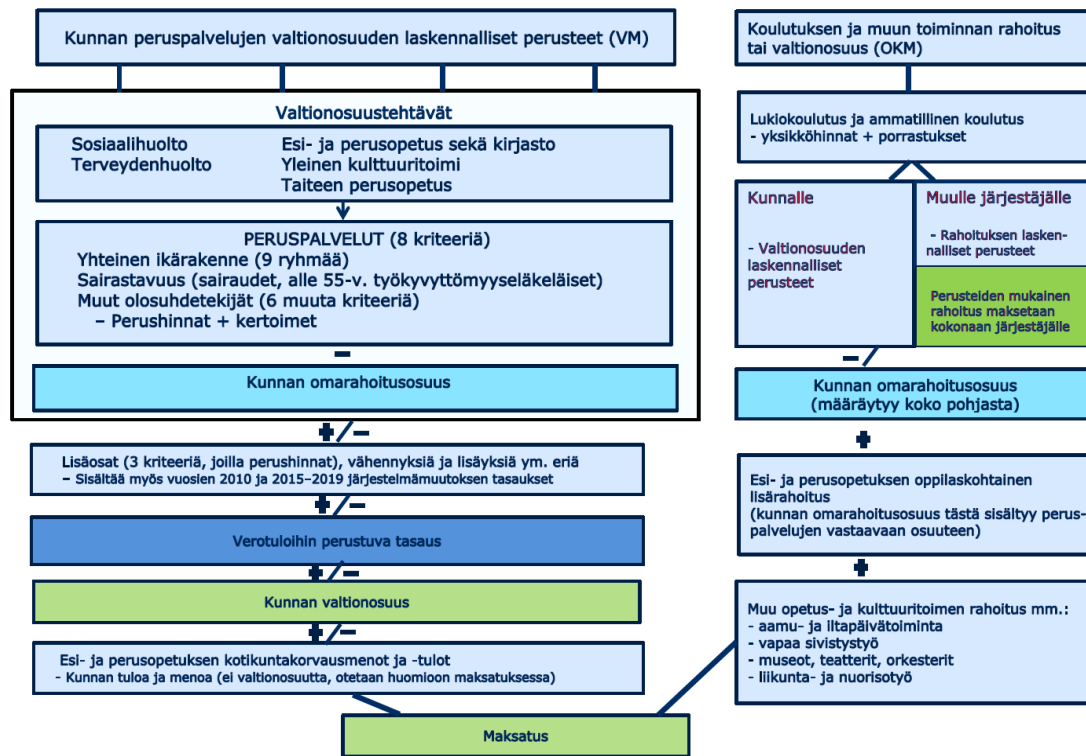 Kunnan peruspalvelujen valtionosuuden laskennalliset perusteet (VM)
Valtionosuustehtävät
Sosiaalihuolto
Terveydenhuolto
Esi- ja perusopetus sekä kirjasto
Yleinen kulttuuritoimi
Taiteen perusopetus
PERUSPALVELUT (8 kriteeriä)
Yhteinen ikärakenne (9 ryhmää)
Sairastavuus (sairaudet, alle 55-v. työkyvyttömyyseläkeläiset)
Muut olosuhdetekijät (6 muuta kriteeriä)
– Perushinnat + kertoimet
–
Kunnan omarahoitusosuus
+/–
Lisäosat (3 kriteeriä, joilla perushinnat), vähennyksiä ja lisäyksiä ym. eriä
– Sisältää myös vuosien 2010 ja 2015–2019 järjestelmämuutoksen tasaukset
+/–
Verotuloihin perustuva tasaus
+/–
Kunnan valtionosuus
+/–
Esi- ja perusopetuksen kotikuntakorvausmenot ja -tulot
- Kunnan tuloa ja menoa (ei valtionosuutta, otetaan huomioon maksatuksessa)
Koulutuksen ja muun toiminnan rahoitus
tai valtionosuus (OKM)
Lukiokoulutus ja ammatillinen koulutus
- yksikköhinnat + porrastukset
Kunnalle
- Valtionosuuden
laskennalliset
perusteet
Muulle järjestäjälle
- Rahoituksen lasken-
nalliset perusteet
Perusteiden mukainen
rahoitus maksetaan
kokonaan järjestäjälle
–/
Kunnan omarahoitusosuus
(määräytyy koko pohjasta)
+
Esi- ja perusopetuksen oppilaskohtainen
lisärahoitus
(kunnan omarahoitusosuus tästä sisältyy perus-
palvelujen vastaavaan osuuteen)
+
Muu opetus- ja kulttuuritoimen rahoitus mm.:
- aamu- ja iltapäivätoiminta
- vapaa sivistystyö
- museot, teatterit, orkesterit
- liikunta- ja nuorisotyö
Maksatus